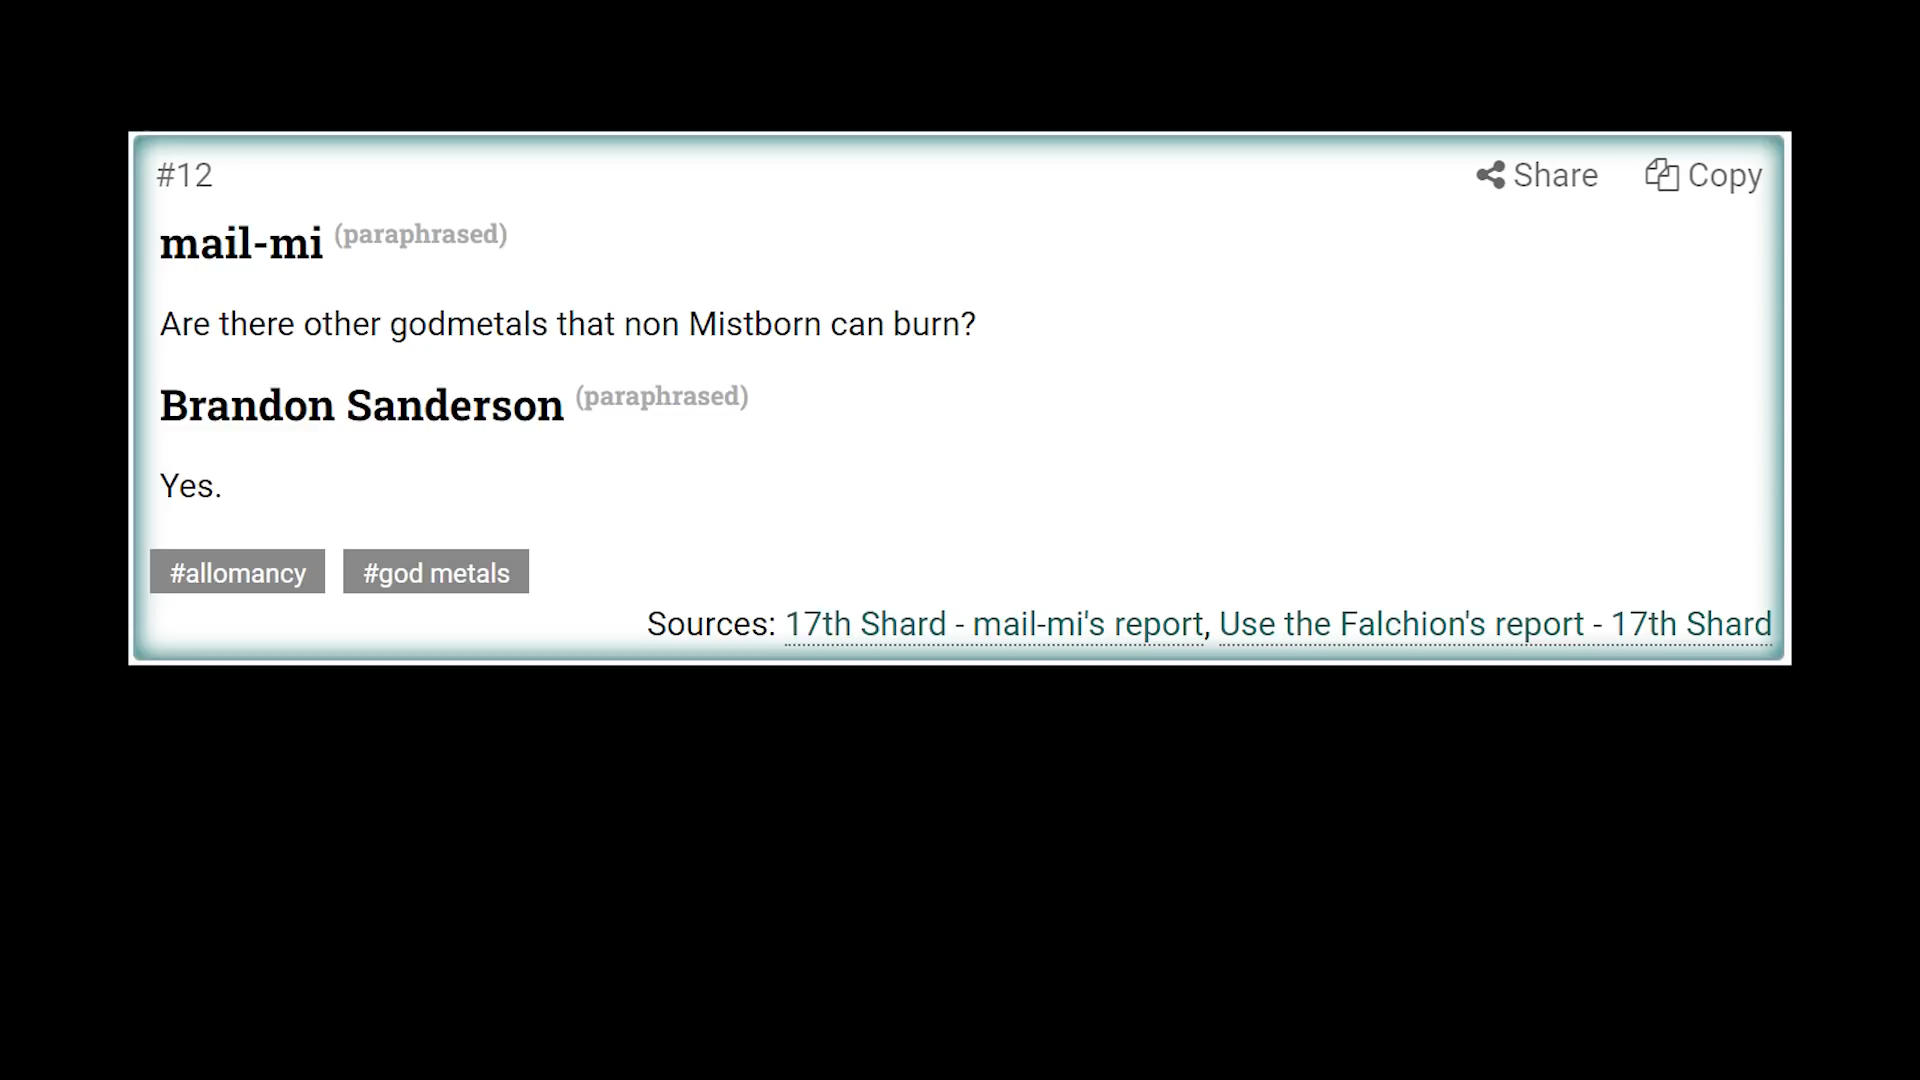 #12
Share
Copy
mail-mi (paraphrased)
Are there other godmetals that non Mistborn can burn?
Brandon Sanderson (paraphrased)
Yes.
#allomancy
#god metals
Sources: 17th Shard - mail-mi's report, Use the Falchion's report - 17th Shard